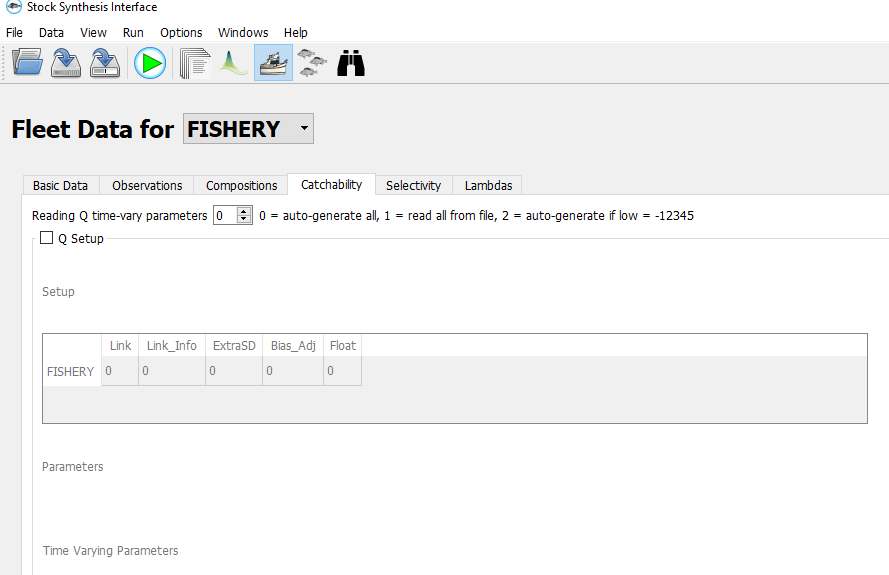 Stock Synthesis Interface
File Data View Run Options Windows Help
Fleet Data for FISHERY
Basic Data Observations Compositions Catchability Selectivity Lambdas
Reading Q time-vary parameters 0 0 = auto-generate all, 1 = read all from file, 2 = auto-generate if low = -12345
Q Setup
Setup
Link Link_Info ExtraSD Bias_Adj Float
FISHERY 0 0 0 0 0
Parameters
Time Varying Parameters